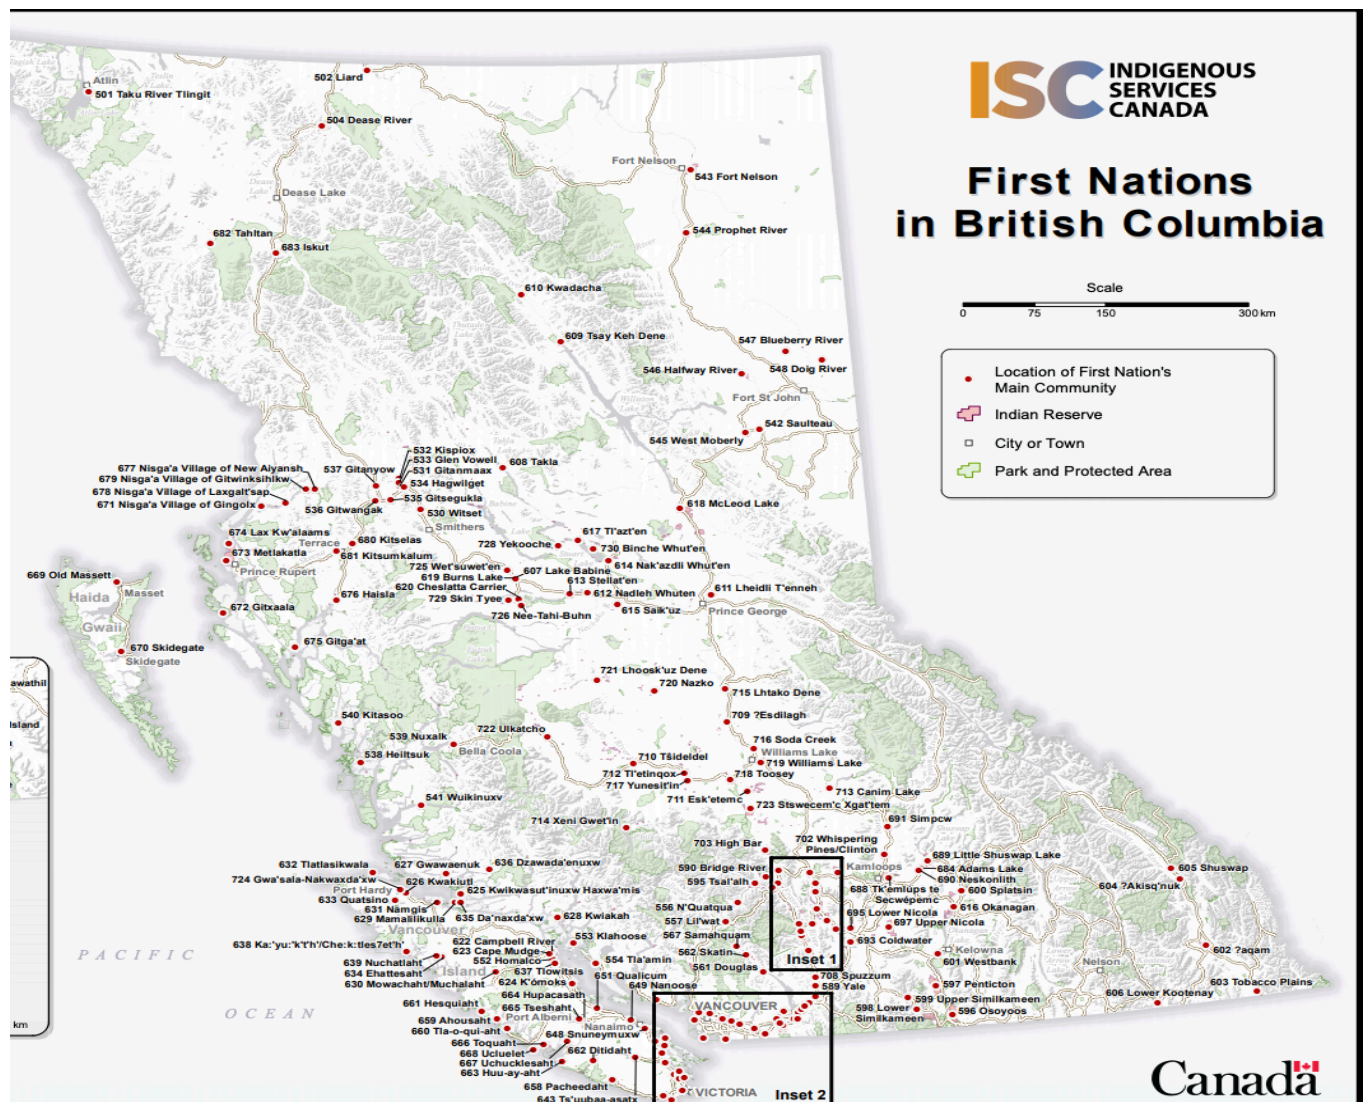 ISC INDIGENOUS
SERVICES
CANADA
First Nations
in British Columbia
Scale
0 75 150 300 km
Location of First Nation's
Main Community
Indian Reserve
City or Town
Park and Protected Area
Atlin
501 Taku River Tlingit
502 Liard
504 Dease River
Dease Lake
Fort Nelson
543 Fort Nelson
544 Prophet River
682 Tahltan
683 Iskut
610 Kwadacha
609 Tsay Keh Dene
547 Blueberry River
546 Halfway River
548 Doig River
Fort St John
542 Saulteau
545 West Moberly
532 Kispiox
533 Glen Vowell
537 Gitanyow
531 Gitanmaax
608 Takla
677 Nisga'a Village of New Aiyansh
679 Nisga'a Village of Gitwinksihlkw
534 Hagwilget
678 Nisga'a Village of Laxgalt'sap
535 Gitsegukla
671 Nisga'a Village of Gingolx
536 Gitwangak
530 Witset
618 McLeod Lake
Smithers
674 Lax Kw'alaams
Terrace
680 Kitselas
617 Tl'azt'en
728 Yekooche
730 Binche Whut'en
673 Metlakatla
681 Kitsumkalum
614 Nak'azdli Whut'en
Prince Rupert
725 Wet'suwet'en
607 Lake Babine
619 Burns Lake
613 Stellat'en
669 Old Massett
Masset
620 Cheslatta Carrier
612 Nadleh Whuten
611 Lheidli T'enneh
Haida
Gwaii
676 Haisla
729 Skin Tyee
672 Gitxaala
726 Nee-Tahi-Buhn
615 Saik'uz
Prince George
670 Skidegate
Skidegate
675 Gitga'at
721 Lhoosk'uz Dene
720 Nazko
715 Lhtako Dene
awathil
Island
540 Kitasoo
709 ?Esdilagh
539 Nuxalk
722 Ulkatcho
Bella Coola
716 Soda Creek
Williams Lake
538 Heiltsuk
710 Tŝideldel
719 Williams Lake
712 Tl'etinqox
718 Toosey
717 Yunesit'in
713 Canim Lake
541 Wuikinuxv
711 Esk'etemc
723 Stswecem'c Xgat'tem
714 Xeni Gwet'in
691 Simpcw
703 High Bar
702 Whispering
Pines/Clinton
689 Little Shuswap Lake
632 Tlatlasikwala
627 Gwawaenuk
636 Dzawada'enuxw
590 Bridge River
Kamloops
684 Adams Lake
605 Shuswap
724 Gwa'sala-Nakwaxda'xw
626 Kwakiutl
595 Tsal'alh
690 Neskonlith
604 ?Akisq'nuk
Port Hardy
625 Kwikwasut'inuxw Haxwa'mis
688 Tk'emlups te
Secwépemc
600 Splatsin
633 Quatsino
631 Namgis
556 N'Quatqua
616 Okanagan
629 Mamalilikulla
635 Da'naxda'xw
628 Kwiakah
557 Lil'wat
695 Lower Nicola
697 Upper Nicola
Vancouver
Island
567 Samahquam
622 Campbell River
553 Klahoose
693 Coldwater
638 Ka:'yu:'k't'h'/Che:k:tles7et'h'
623 Cape Mudge
562 Skatin
Kelowna
602 ?aqam
639 Nuchatlaht
552 Homalco
554 Tla'amin
Inset 1
601 Westbank
Nelson
634 Ehattesaht
637 Tlowitsis
561 Douglas
630 Mowachaht/Muchalaht
624 K'ómoks
651 Qualicum
708 Spuzzum
603 Tobacco Plains
649 Nanoose
589 Yale
597 Penticton
606 Lower Kootenay
664 Hupacasath
661 Hesquiaht
VANCOUVER
599 Upper Similkameen
665 Tseshaht
598 Lower
Similkameen
596 Osoyoos
PACIFIC
OCEAN
659 Ahousaht
Port Alberni
Nanaimo
660 Tla-o-qui-aht
648 Snuneymuxw
666 Toquaht
668 Ucluelet
662 Ditidaht
667 Uchucklesaht
663 Huu-ay-aht
658 Pacheedaht
643 Ts'uubaa-asatx
VICTORIA
Inset 2
km
Canada